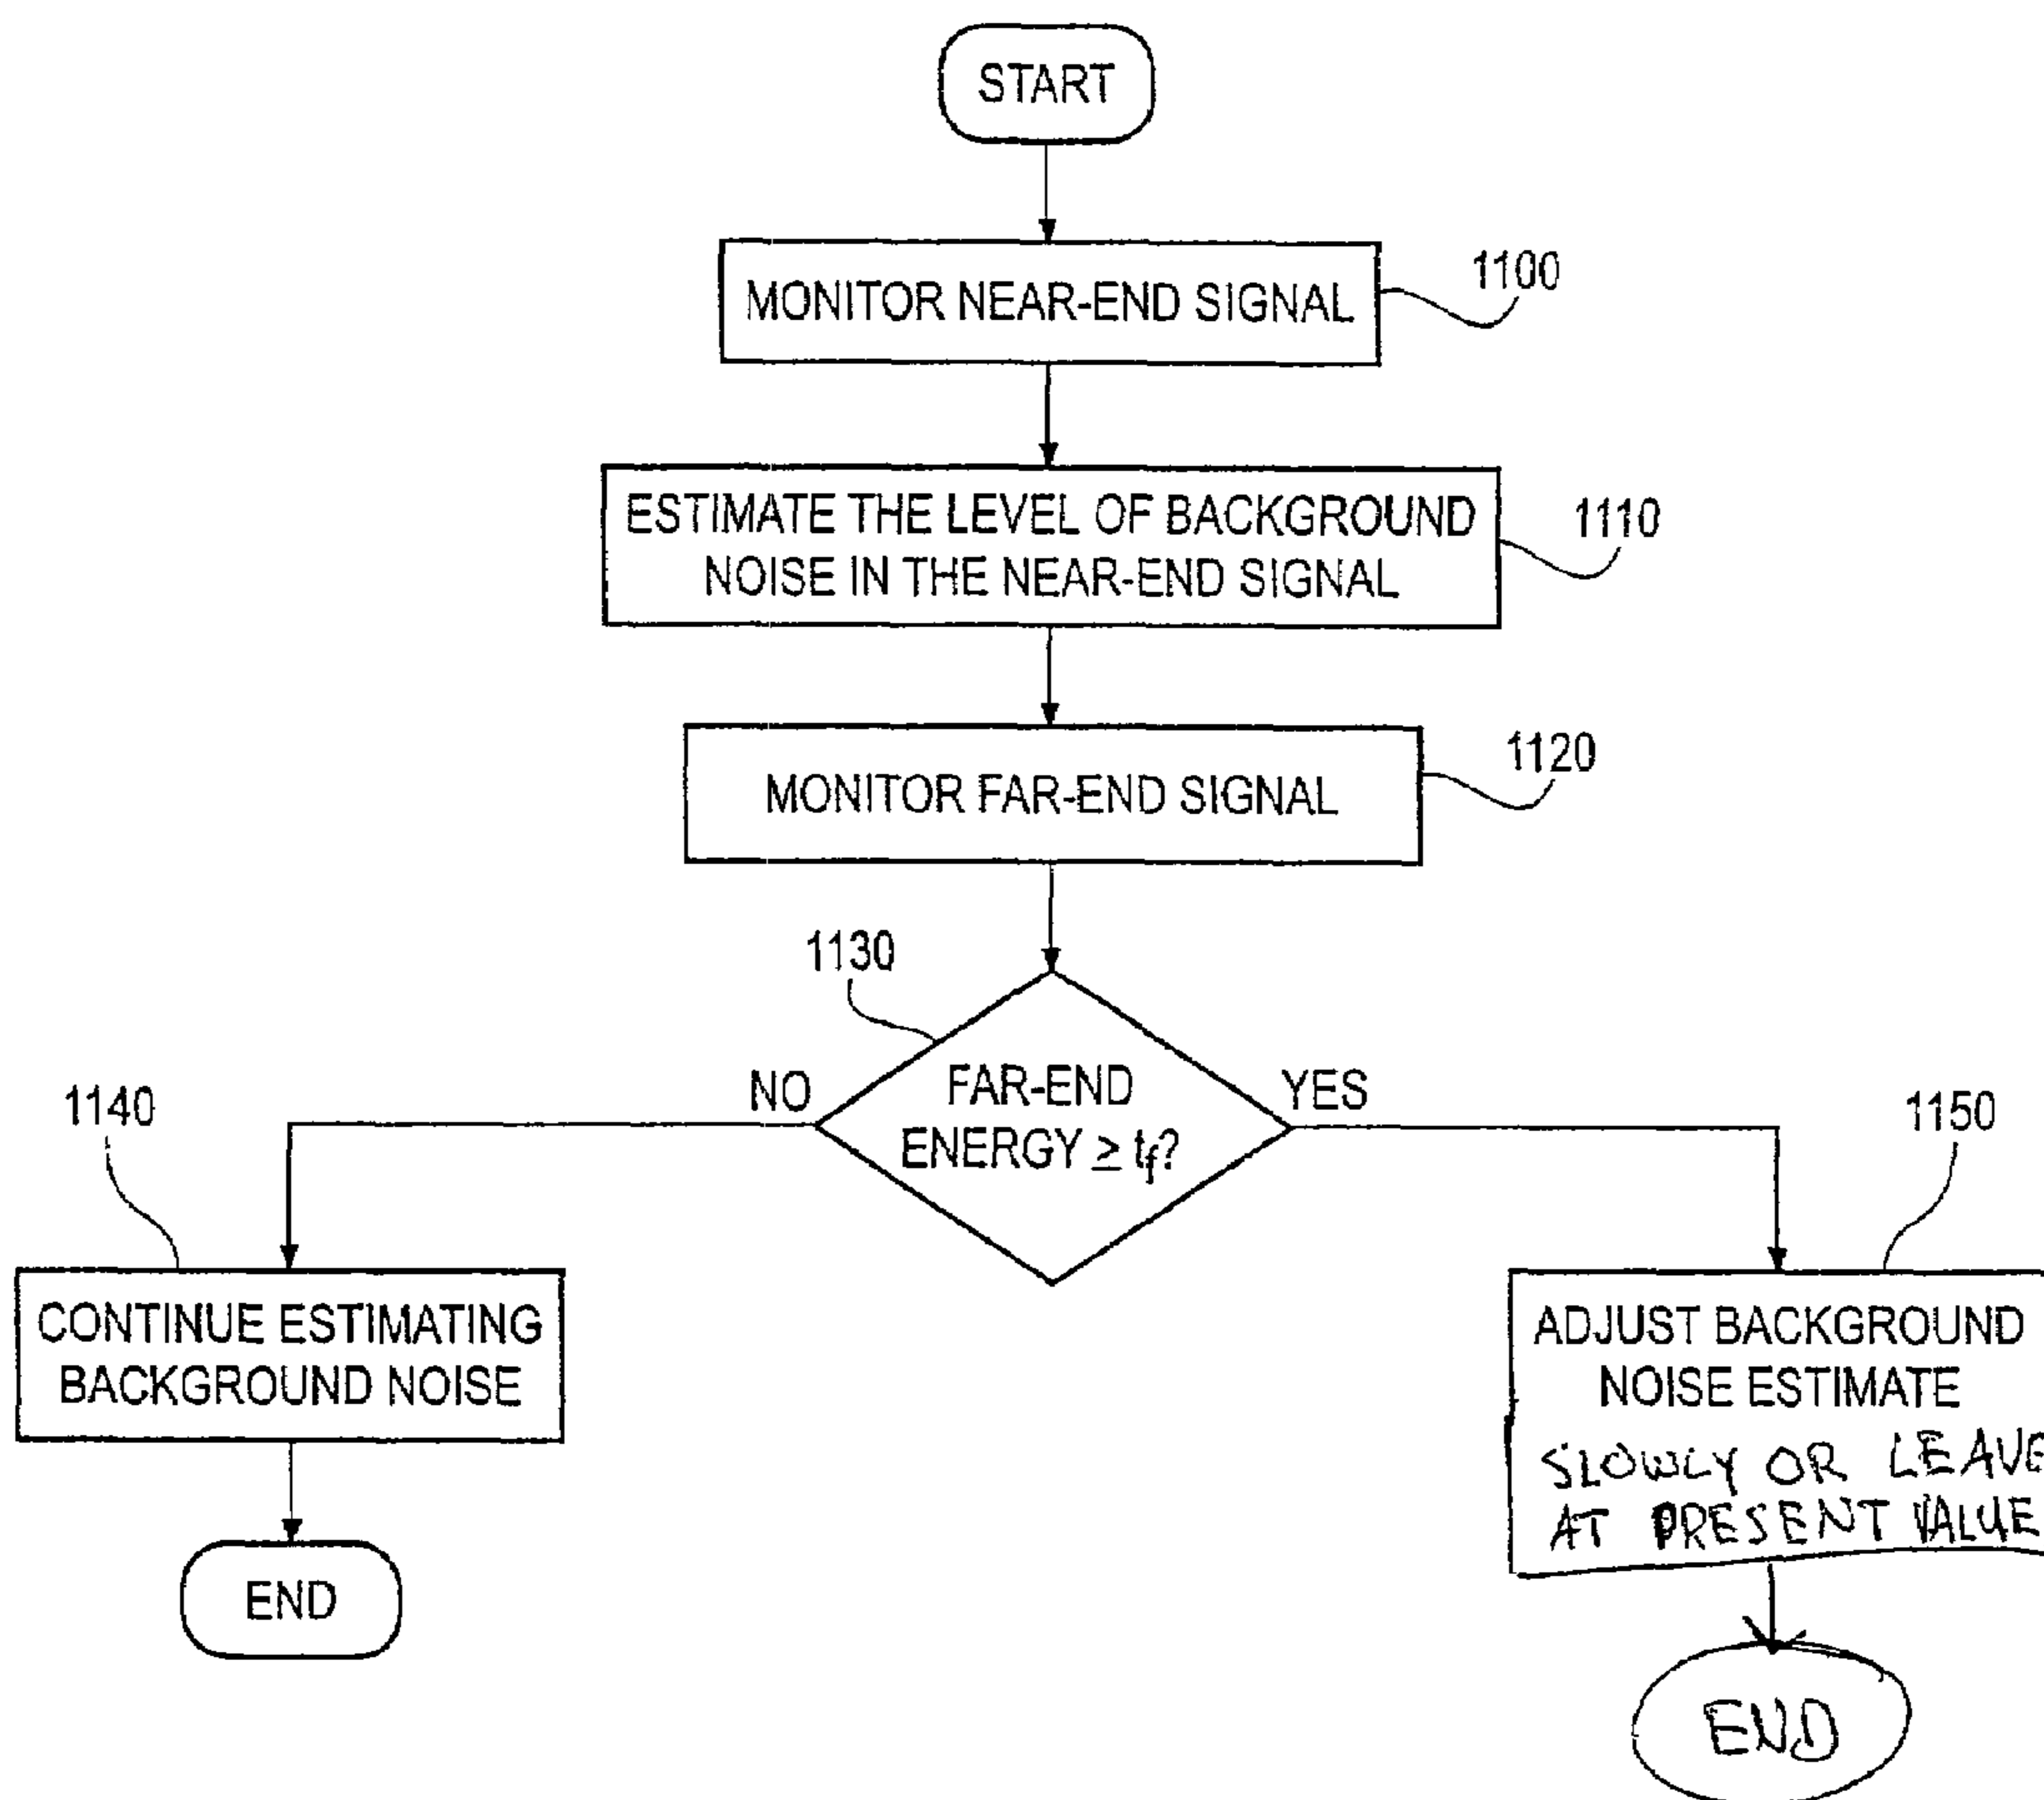 START
MONITOR NEAR-END SIGNAL
1100
ESTIMATE THE LEVEL OF BACKGROUND
NOISE IN THE NEAR-END SIGNAL
1110
MONITOR FAR-END SIGNAL
1120
1130
FAR-END
ENERGY ≥ tf?
NO
YES
1140
CONTINUE ESTIMATING
BACKGROUND NOISE
END
1150
ADJUST BACKGROUND
NOISE ESTIMATE
SLOWLY OR LEAVE
AT PRESENT VALUE
END